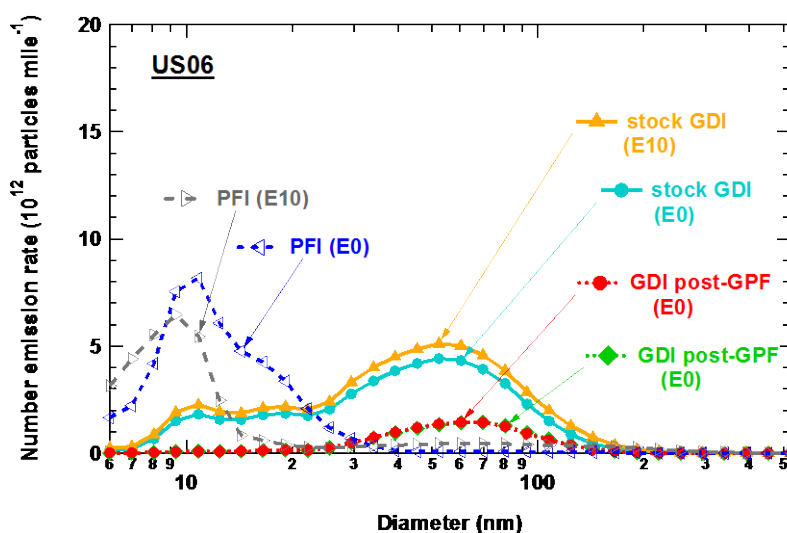 US06
Number emission rate (10^12 particles mile^-1)
20
15
10
5
0
stock GDI
(E10)
stock GDI
(E0)
PFI (E10)
PFI (E0)
GDI post-GPF
(E0)
GDI post-GPF
(E0)
6 7 8 9 2 3 4 5 6 7 8 9 2 3 4 5
10 100
Diameter (nm)